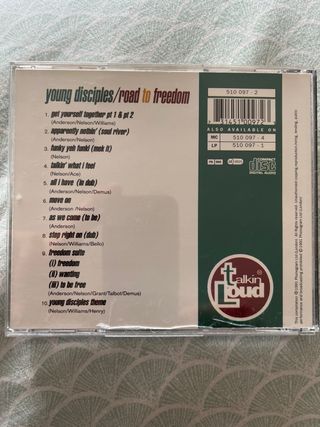 young disciples/road to freedom
1. get yourself together pt 1 & pt 2
(Anderson/Nelson/Williams)
2. apparently nothin' (soul river)
(Anderson/Nelson)
3. funky yeh funki (mek it)
(Nelson)
4. talkin' what i feel
(Nelson/Ace)
5. all i have (in dub)
(Anderson/Nelson/Demus)
6. move on
(Anderson/Nelson)
7. as we come (to be)
(Anderson)
8. step right on (dub)
(Nelson/Williams/Bello)
9. freedom suite
(i) freedom
(ii) wanting
(iii) to be free
(Anderson/Nelson/Grant/Talbot/Demus)
10. young disciples theme
(Nelson/Williams/Henry)
510 097 - 2
ALSO AVAILABLE ON
MC 510 097 - 4
LP 510 097 - 1
COMPACT
disc
DIGITAL AUDIO
talkin
loud
®